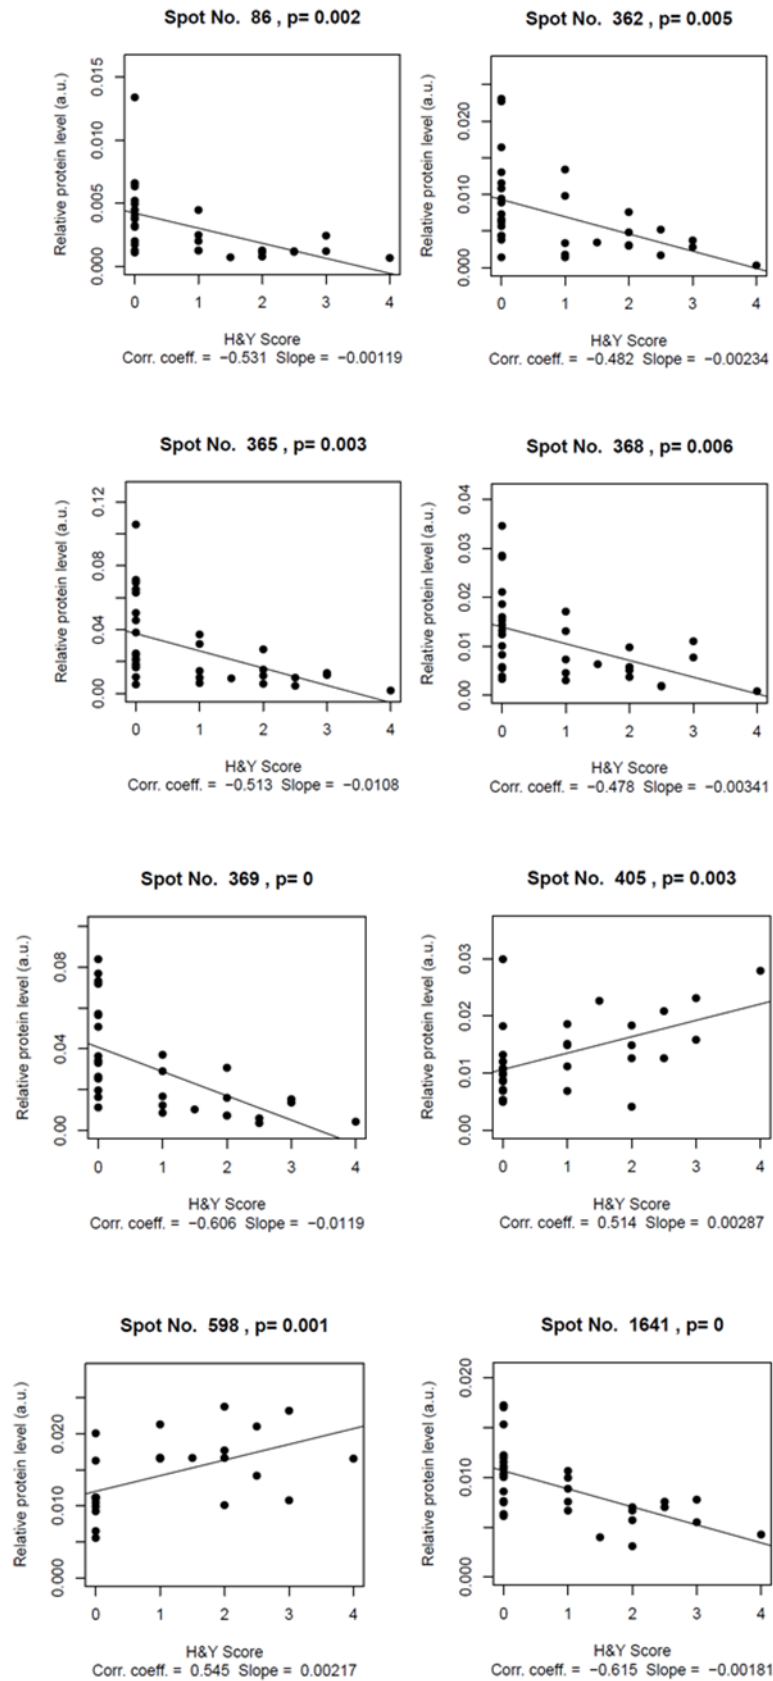 Spot No. 86 , p= 0.002
Relative protein level (a.u.)
0.015
0.010
0.005
0.000
0 1 2 3 4
H&Y Score
Corr. coeff. = −0.531 Slope = −0.00119
Spot No. 362 , p= 0.005
Relative protein level (a.u.)
0.020
0.010
0.000
0 1 2 3 4
H&Y Score
Corr. coeff. = −0.482 Slope = −0.00234
Spot No. 365 , p= 0.003
Relative protein level (a.u.)
0.12
0.08
0.04
0.00
0 1 2 3 4
H&Y Score
Corr. coeff. = −0.513 Slope = −0.0108
Spot No. 368 , p= 0.006
Relative protein level (a.u.)
0.04
0.03
0.02
0.01
0.00
0 1 2 3 4
H&Y Score
Corr. coeff. = −0.478 Slope = −0.00341
Spot No. 369 , p= 0
Relative protein level (a.u.)
0.08
0.04
0.00
0 1 2 3 4
H&Y Score
Corr. coeff. = −0.606 Slope = −0.0119
Spot No. 405 , p= 0.003
Relative protein level (a.u.)
0.03
0.02
0.01
0.00
0 1 2 3 4
H&Y Score
Corr. coeff. = 0.514 Slope = 0.00287
Spot No. 598 , p= 0.001
Relative protein level (a.u.)
0.020
0.010
0.000
0 1 2 3 4
H&Y Score
Corr. coeff. = 0.545 Slope = 0.00217
Spot No. 1641 , p= 0
Relative protein level (a.u.)
0.020
0.010
0.000
0 1 2 3 4
H&Y Score
Corr. coeff. = −0.615 Slope = −0.00181